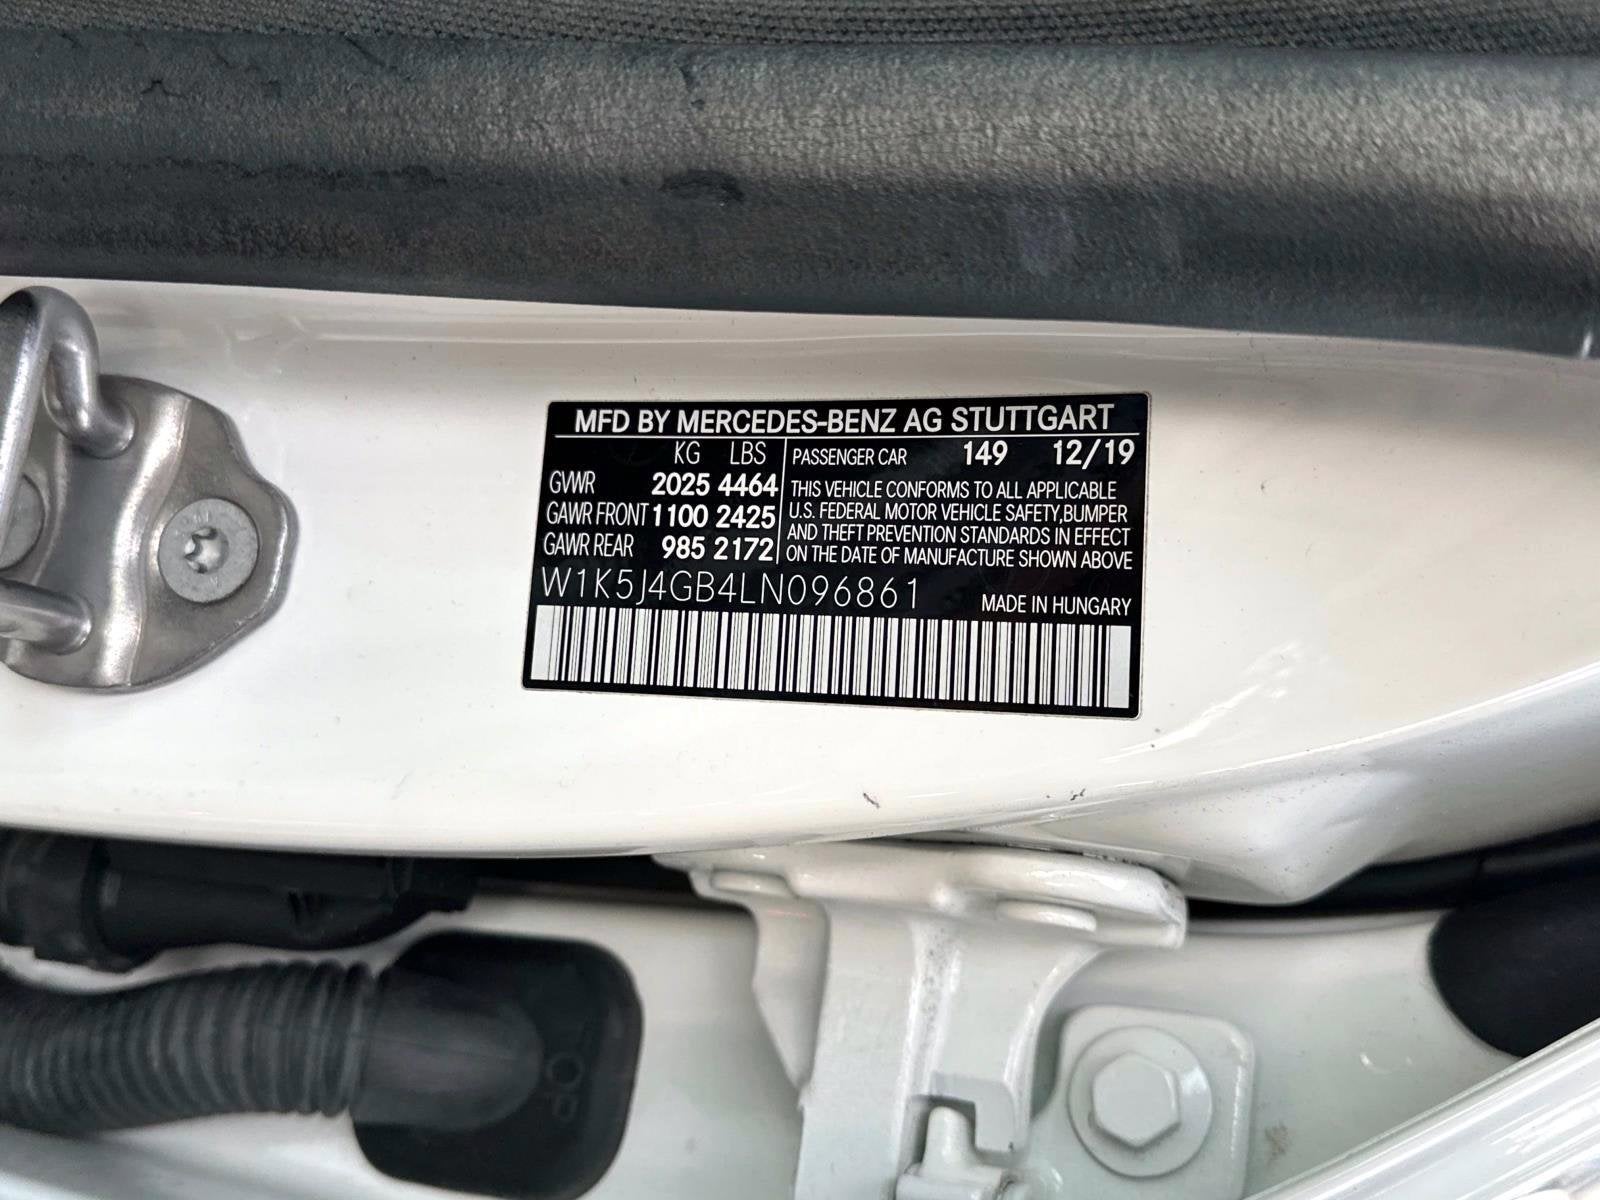 MFD BY MERCEDES-BENZ AG STUTTGART
KG LBS
GVWR 2025 4464
GAWR FRONT 1100 2425
GAWR REAR 985 2172
PASSENGER CAR 149 12/19
THIS VEHICLE CONFORMS TO ALL APPLICABLE
U.S. FEDERAL MOTOR VEHICLE SAFETY,BUMPER
AND THEFT PREVENTION STANDARDS IN EFFECT
ON THE DATE OF MANUFACTURE SHOWN ABOVE
W1K5J4GB4LN096861
MADE IN HUNGARY